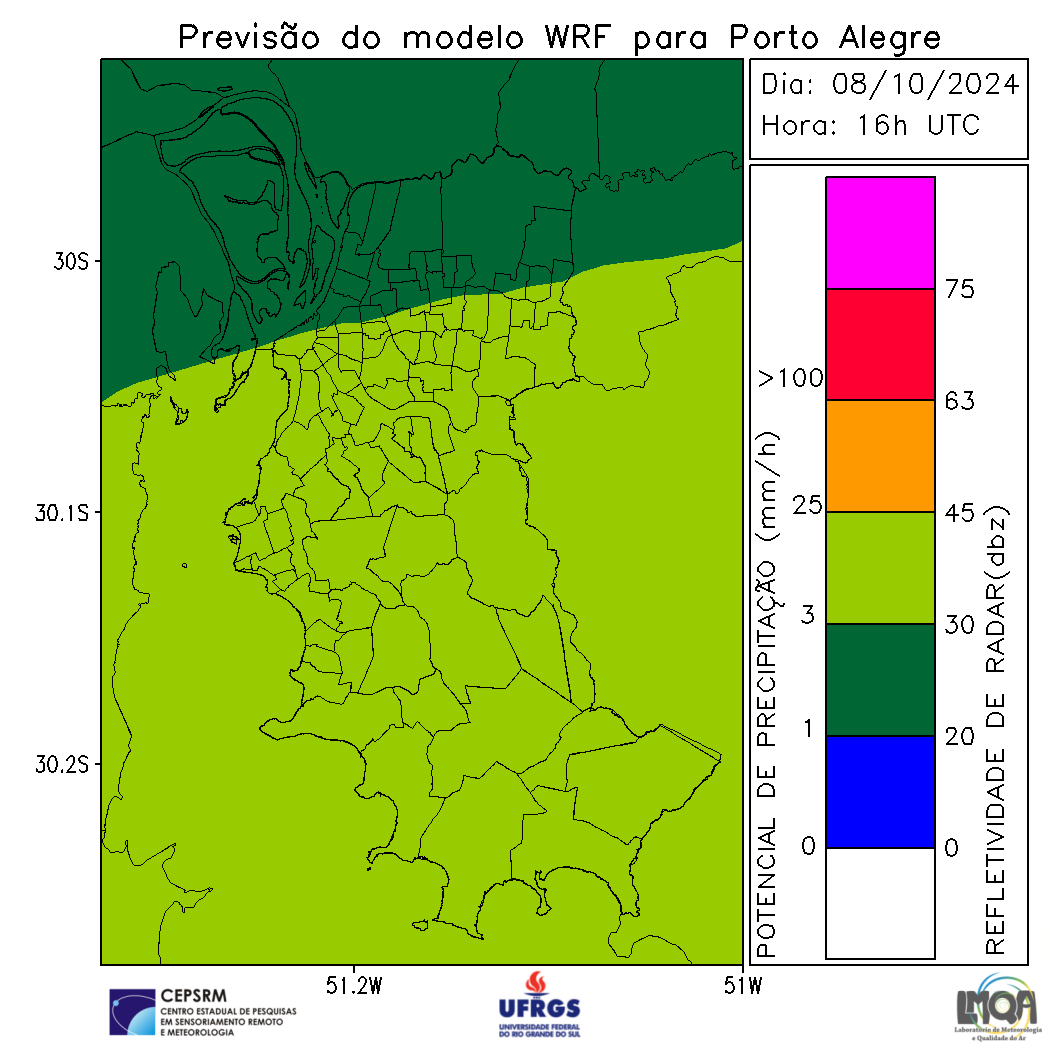 Previsão do modelo WRF para Porto Alegre
Dia: 08/10/2024
Hora: 16h UTC
30S
30.1S
30.2S
51.2W
51W
POTENCIAL DE PRECIPITAÇÃO (mm/h)
>100
25
3
1
0
75
63
45
30
20
0
REFLETIVIDADE DE RADAR(dbz)
CEPSRM
CENTRO ESTADUAL DE PESQUISAS
EM SENSORIAMENTO REMOTO
E METEOROLOGIA
UFRGS
UNIVERSIDADE FEDERAL
DO RIO GRANDE DO SUL
LMQA
Laboratório de Meteorologia
e Qualidade do Ar